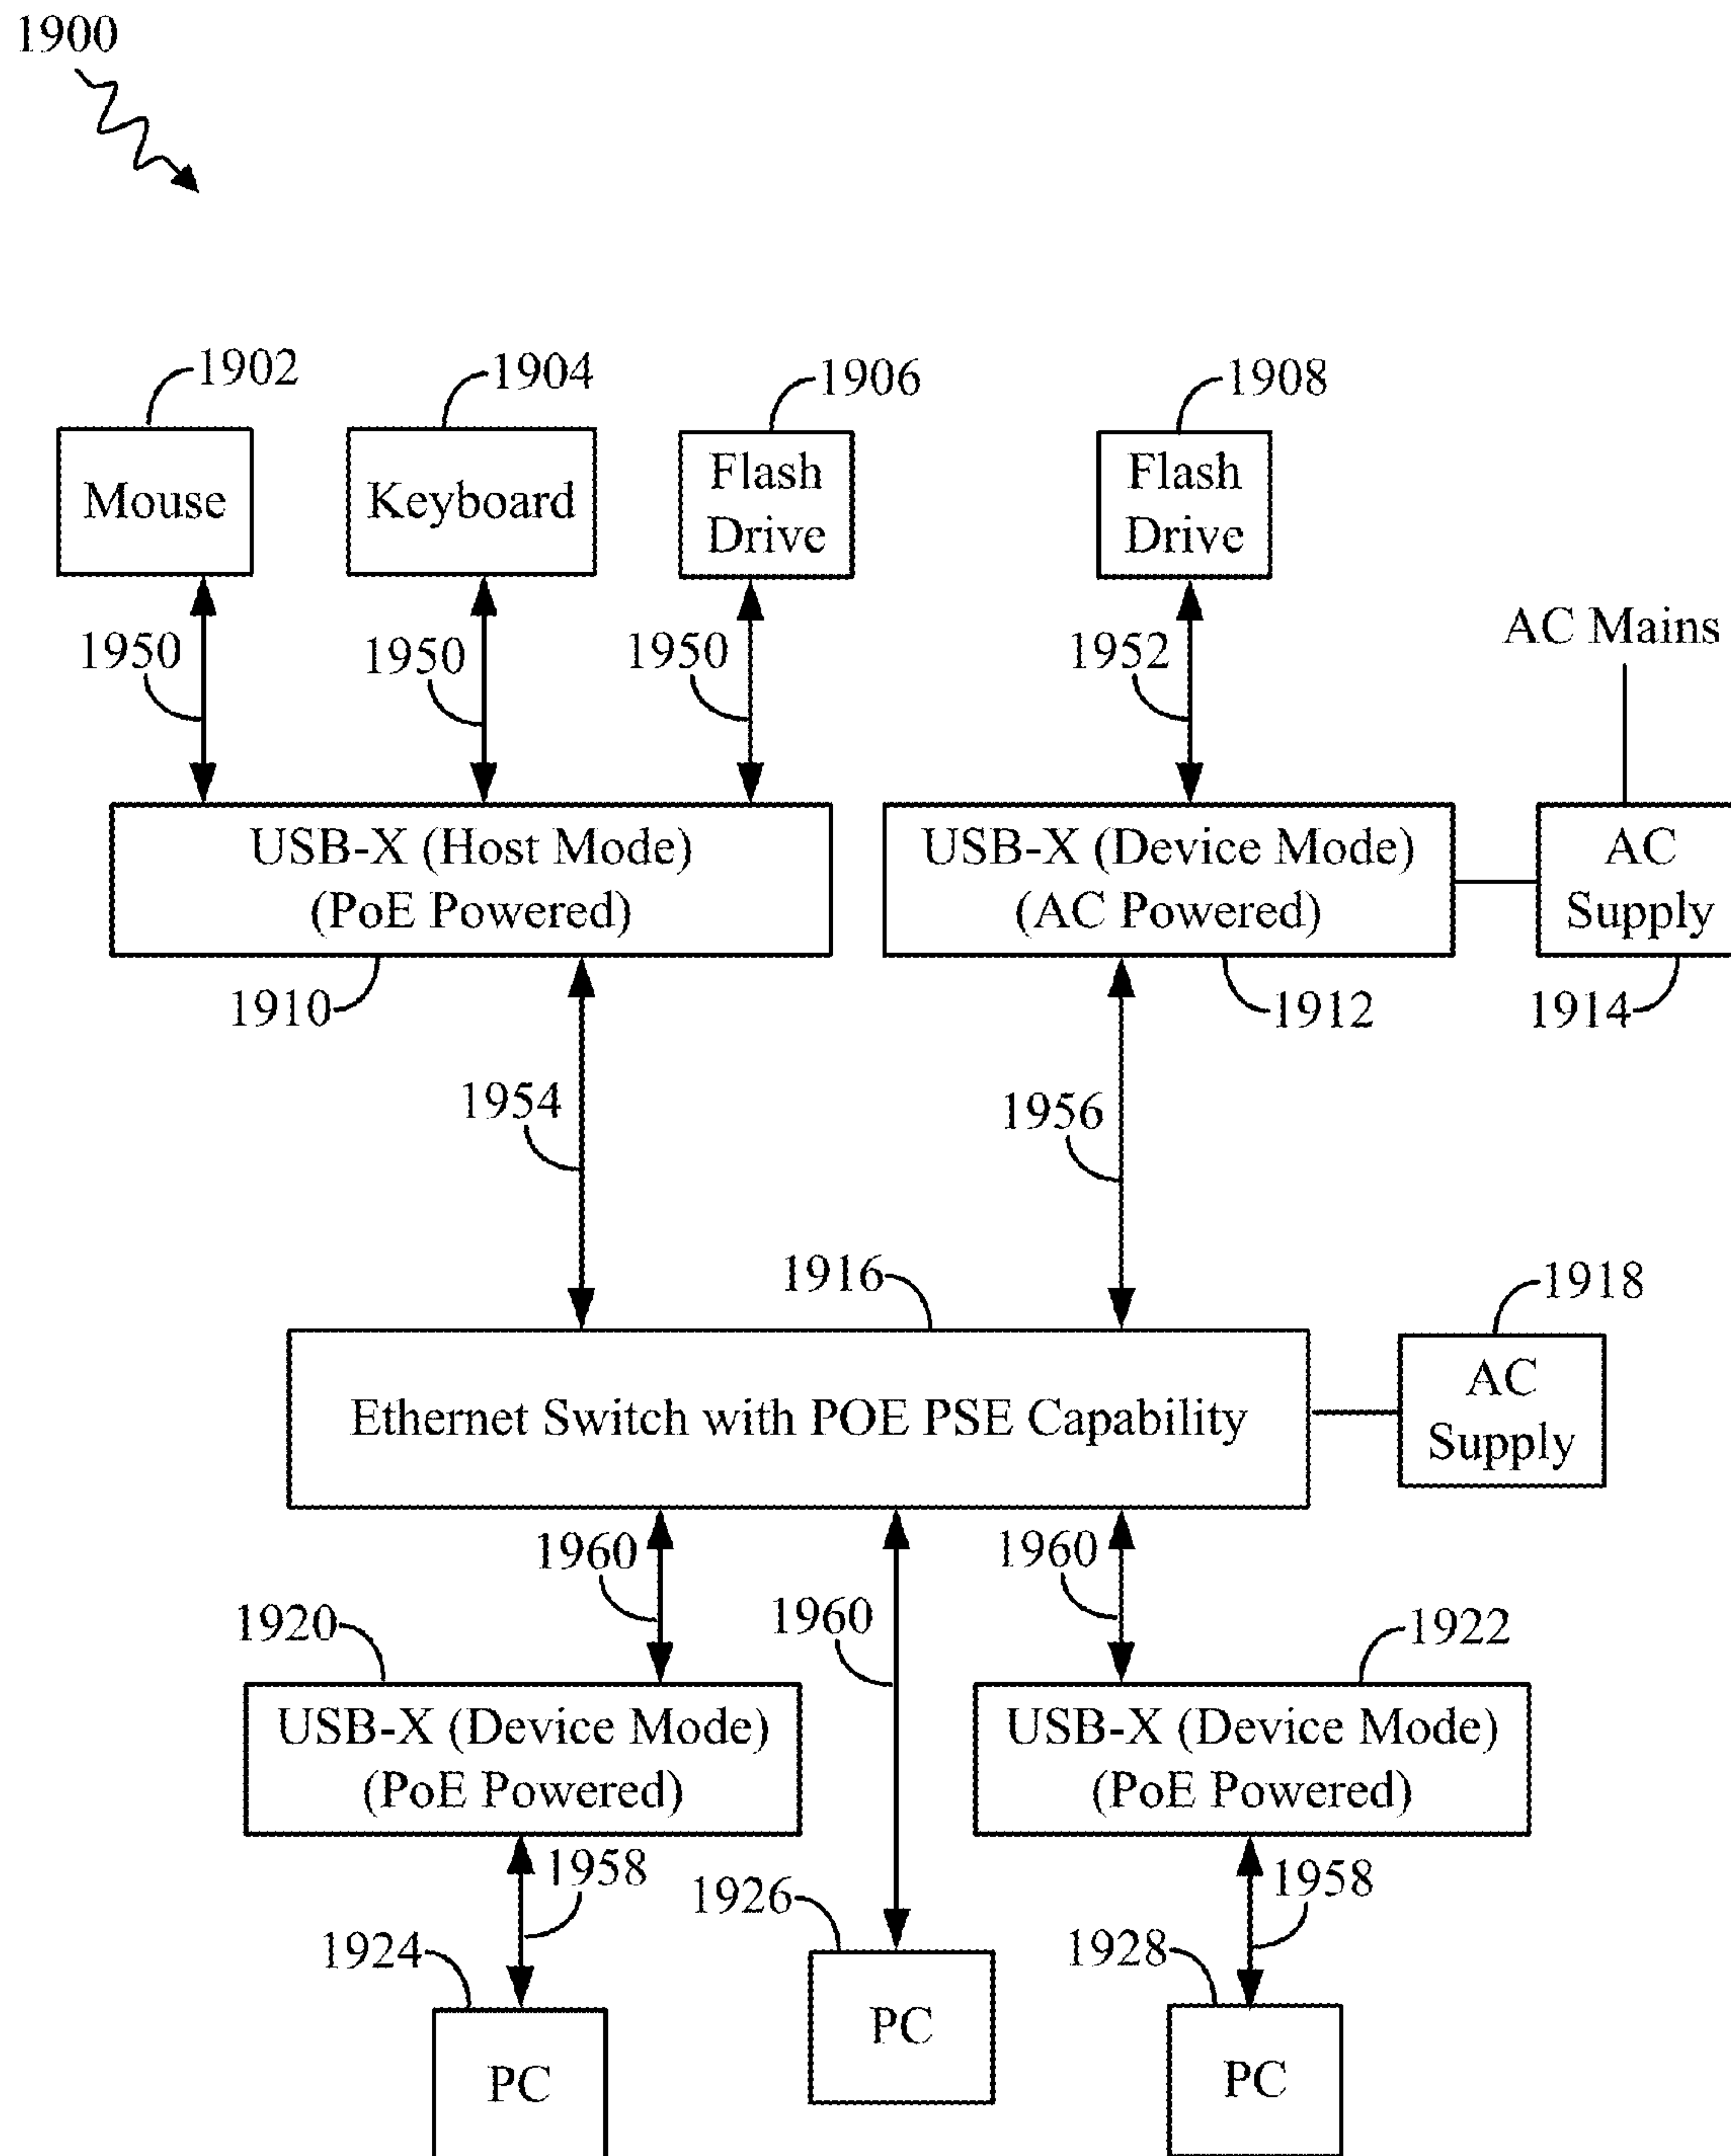 1900
1902
1904
1906
1908
Mouse
Keyboard
Flash
Drive
Flash
Drive
1950
1950
1950
1952
AC Mains
USB-X (Host Mode)
(PoE Powered)
USB-X (Device Mode)
(AC Powered)
AC
Supply
1910
1912
1914
1954
1956
1916
1918
Ethernet Switch with POE PSE Capability
AC
Supply
1960
1960
1960
1920
1922
USB-X (Device Mode)
(PoE Powered)
USB-X (Device Mode)
(PoE Powered)
1958
1958
1926
1924
1928
PC
PC
PC